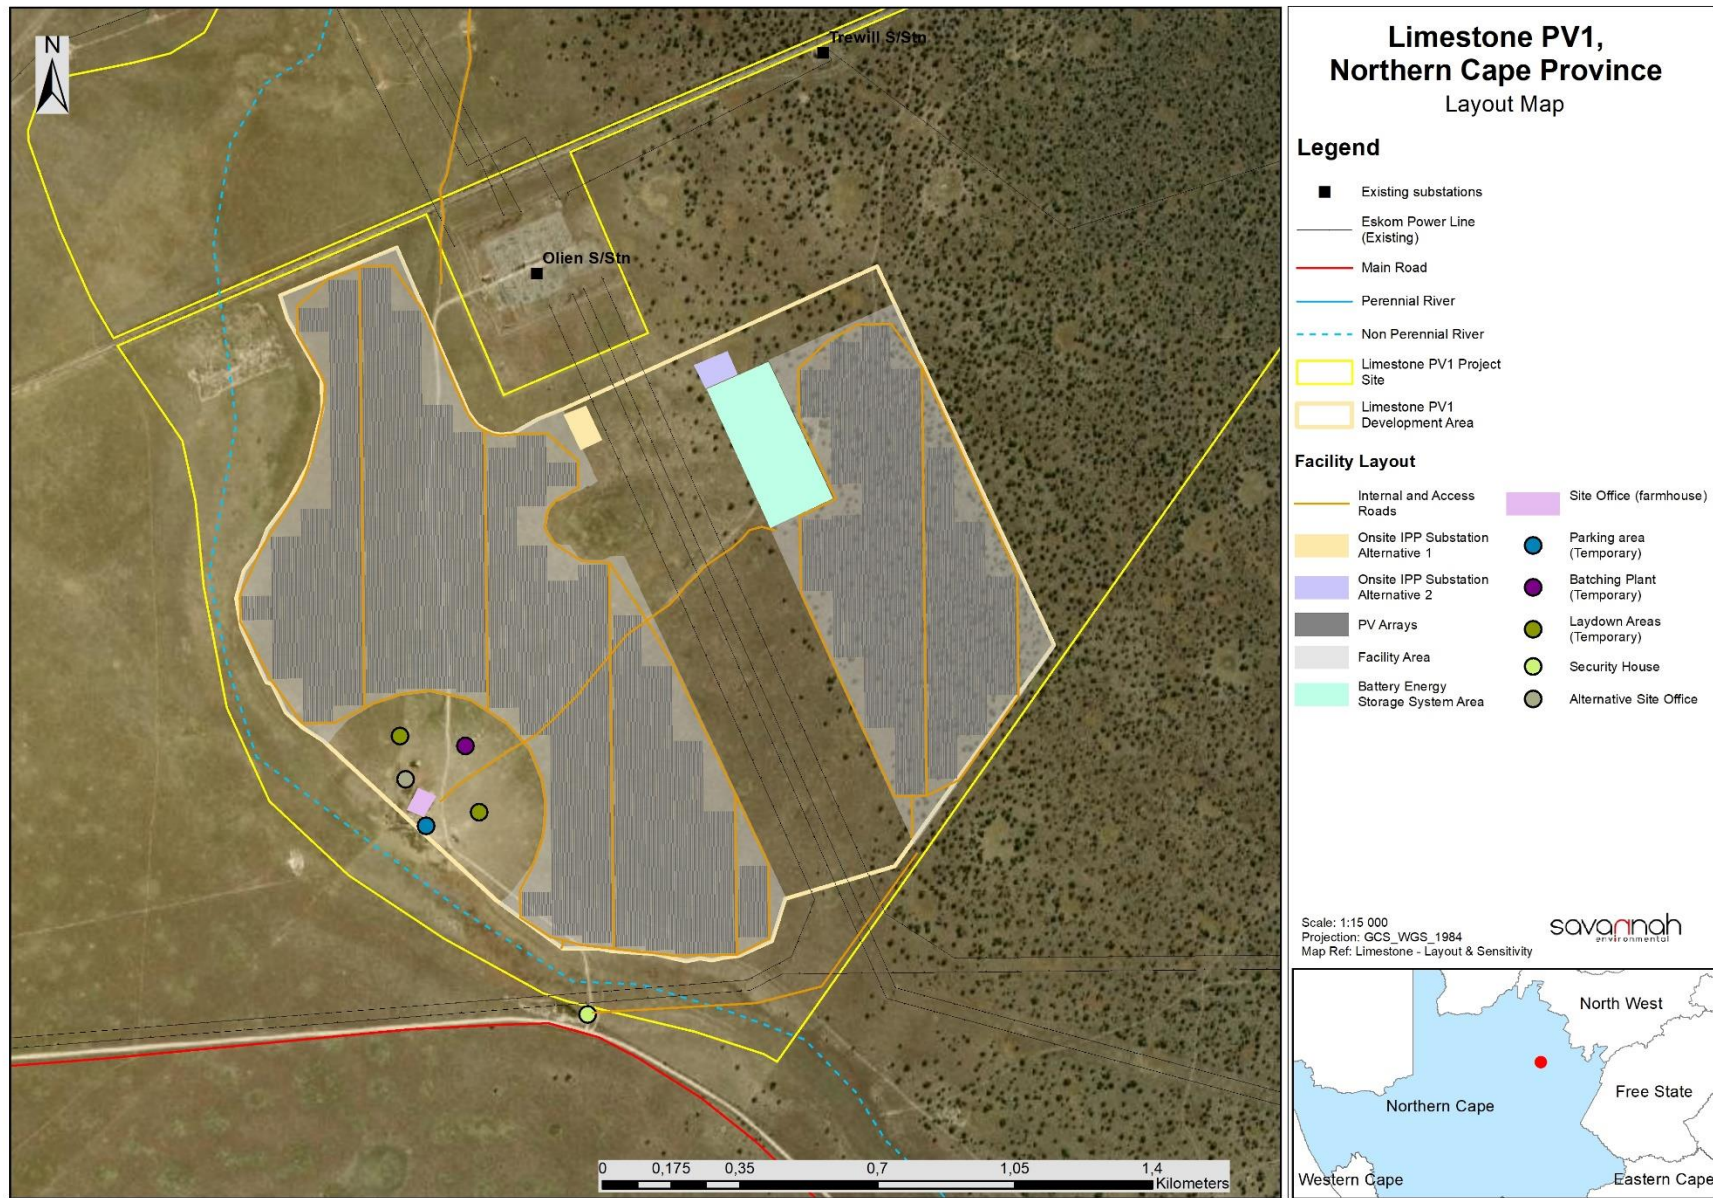 Limestone PV1,
Northern Cape Province
Layout Map
N
Trewill S/Stn
Olien S/Stn
Legend
Existing substations
Eskom Power Line
(Existing)
Main Road
Perennial River
Non Perennial River
Limestone PV1 Project
Site
Limestone PV1
Development Area
Facility Layout
Internal and Access
Roads
Onsite IPP Substation
Alternative 1
Onsite IPP Substation
Alternative 2
PV Arrays
Facility Area
Battery Energy
Storage System Area
Site Office (farmhouse)
Parking area
(Temporary)
Batching Plant
(Temporary)
Laydown Areas
(Temporary)
Security House
Alternative Site Office
Scale: 1:15 000
Projection: GCS_WGS_1984
Map Ref: Limestone - Layout & Sensitivity
savannah
environmental
North West
Free State
Northern Cape
Western Cape
Eastern Cape
0 0,175 0,35 0,7 1,05 1,4
Kilometers